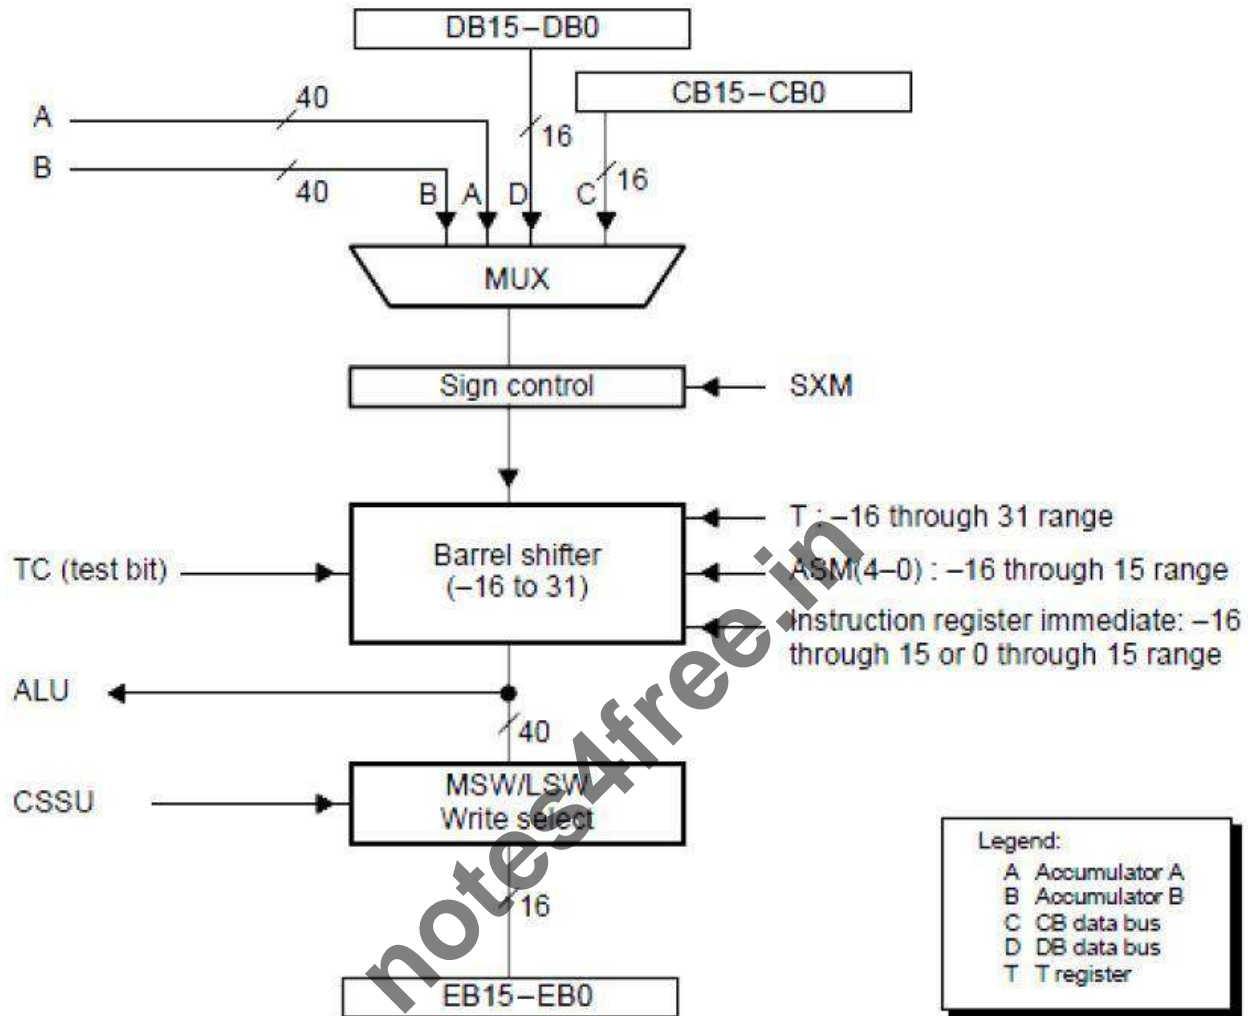 DB15–DB0
CB15–CB0
A
40
16
B
40
16
B
A
D
C
MUX
Sign control
SXM
T : –16 through 31 range
TC (test bit)
Barrel shifter
(–16 to 31)
ASM(4–0) : –16 through 15 range
Instruction register immediate: –16
through 15 or 0 through 15 range
ALU
40
CSSU
MSW/LSW
Write select
16
EB15–EB0
Legend:
A Accumulator A
B Accumulator B
C CB data bus
D DB data bus
T T register
notes4free.in